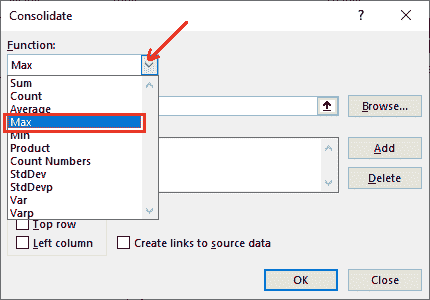 Consolidate
?
Function:
Max
Sum
Count
Average
Max
Min
Product
Count Numbers
StdDev
StdDevp
Var
Varp
Browse...
Add
Delete
Top row
Left column
Create links to source data
OK
Close